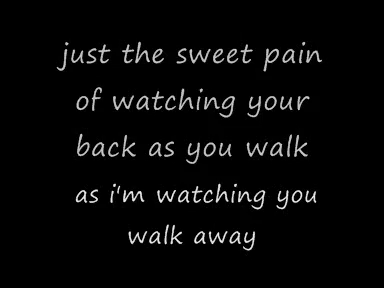 just the sweet pain
of watching your
back as you walk
as i'm watching you
walk away